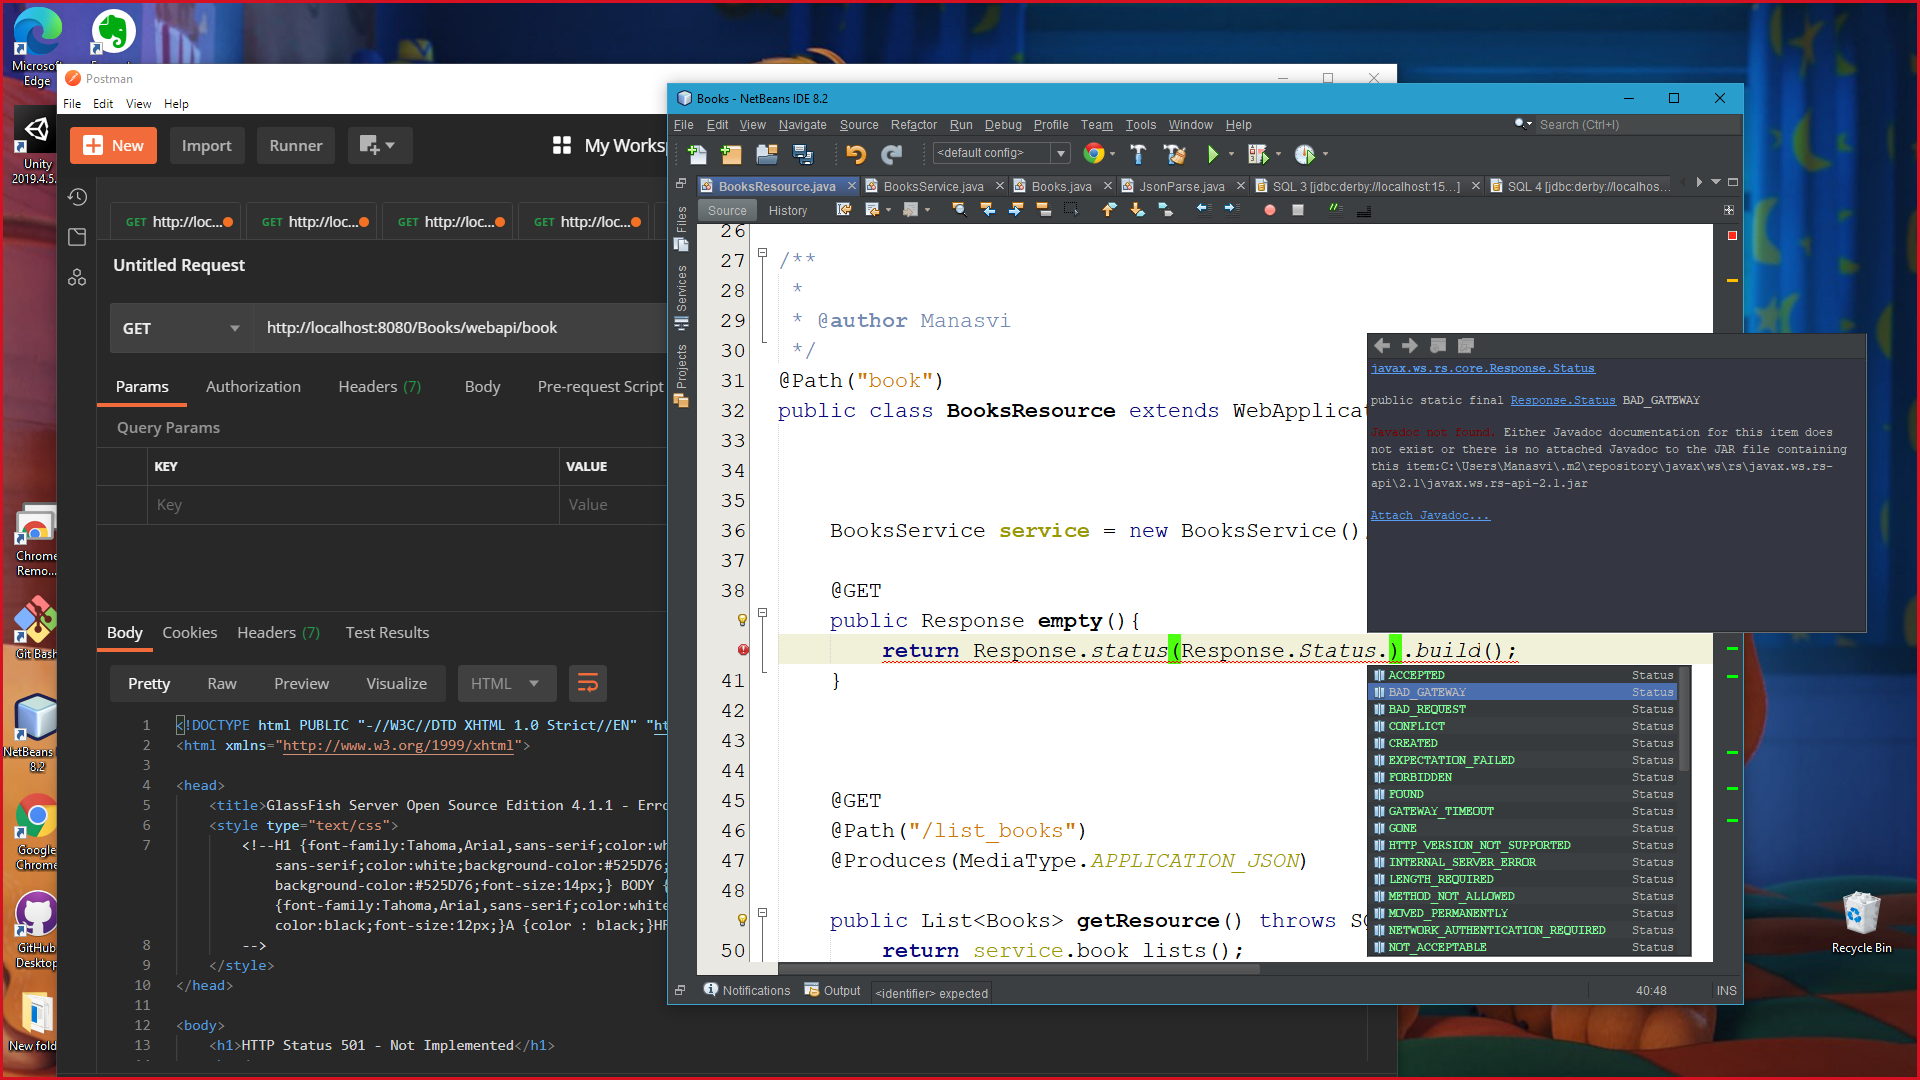 Microsoft
Edge
Unity
2019.4.5.
Chrome
Remo...
Git Bash
NetBeans
8.2
Google
Chrome
GitHub
Desktop
New fold
Recycle Bin
Postman
File Edit View Help
New Import Runner My Works
GET http://loc... GET http://loc... GET http://loc... GET http://loc...
Untitled Request
GET http://localhost:8080/Books/webapi/book
Params Authorization Headers (7) Body Pre-request Script
Query Params
KEY VALUE
Key Value
Body Cookies Headers (7) Test Results
Pretty Raw Preview Visualize HTML
1 <!DOCTYPE html PUBLIC "-//W3C//DTD XHTML 1.0 Strict//EN" "ht
2 <html xmlns="http://www.w3.org/1999/xhtml">
3
4 <head>
5 <title>GlassFish Server Open Source Edition 4.1.1 - Erro
6 <style type="text/css">
7 <!--H1 {font-family:Tahoma,Arial,sans-serif;color:wh
sans-serif;color:white;background-color:#525D76;
background-color:#525D76;font-size:14px;} BODY {
{font-family:Tahoma,Arial,sans-serif;color:white
color:black;font-size:12px;}A {color : black;}HR
8 -->
9 </style>
10 </head>
11
12 <body>
13 <h1>HTTP Status 501 - Not Implemented</h1>
Books - NetBeans IDE 8.2
File Edit View Navigate Source Refactor Run Debug Profile Team Tools Window Help Search (Ctrl+I)
<default config>
BooksResource.java BooksService.java Books.java JsonParse.java SQL 3 [jdbc:derby://localhost:15...] SQL 4 [jdbc:derby://localhos...
Source History
Files
Services
Projects
26
27 /**
28 *
29 * @author Manasvi
30 */
31 @Path("book")
32 public class BooksResource extends WebApplicat
33
34
35
36 BooksService service = new BooksService()
37
38 @GET
public Response empty(){
return Response.status(Response.Status.).build();
41 }
42
43
44
45 @GET
46 @Path("/list_books")
47 @Produces(MediaType.APPLICATION_JSON)
48
public List<Books> getResource() throws SQ
50 return service.book_lists();
javax.ws.rs.core.Response.Status
public static final Response.Status BAD_GATEWAY
Javadoc not found. Either Javadoc documentation for this item does
not exist or there is no attached Javadoc to the JAR file containing
this item:C:\Users\Manasvi\.m2\repository\javax\ws\rs\javax.ws.rs-
api\2.1\javax.ws.rs-api-2.1.jar
Attach Javadoc...
ACCEPTED Status
BAD_GATEWAY Status
BAD_REQUEST Status
CONFLICT Status
CREATED Status
EXPECTATION_FAILED Status
FORBIDDEN Status
FOUND Status
GATEWAY_TIMEOUT Status
GONE Status
HTTP_VERSION_NOT_SUPPORTED Status
INTERNAL_SERVER_ERROR Status
LENGTH_REQUIRED Status
METHOD_NOT_ALLOWED Status
MOVED_PERMANENTLY Status
NETWORK_AUTHENTICATION_REQUIRED Status
NOT_ACCEPTABLE Status
Notifications Output <identifier> expected 40:48 INS